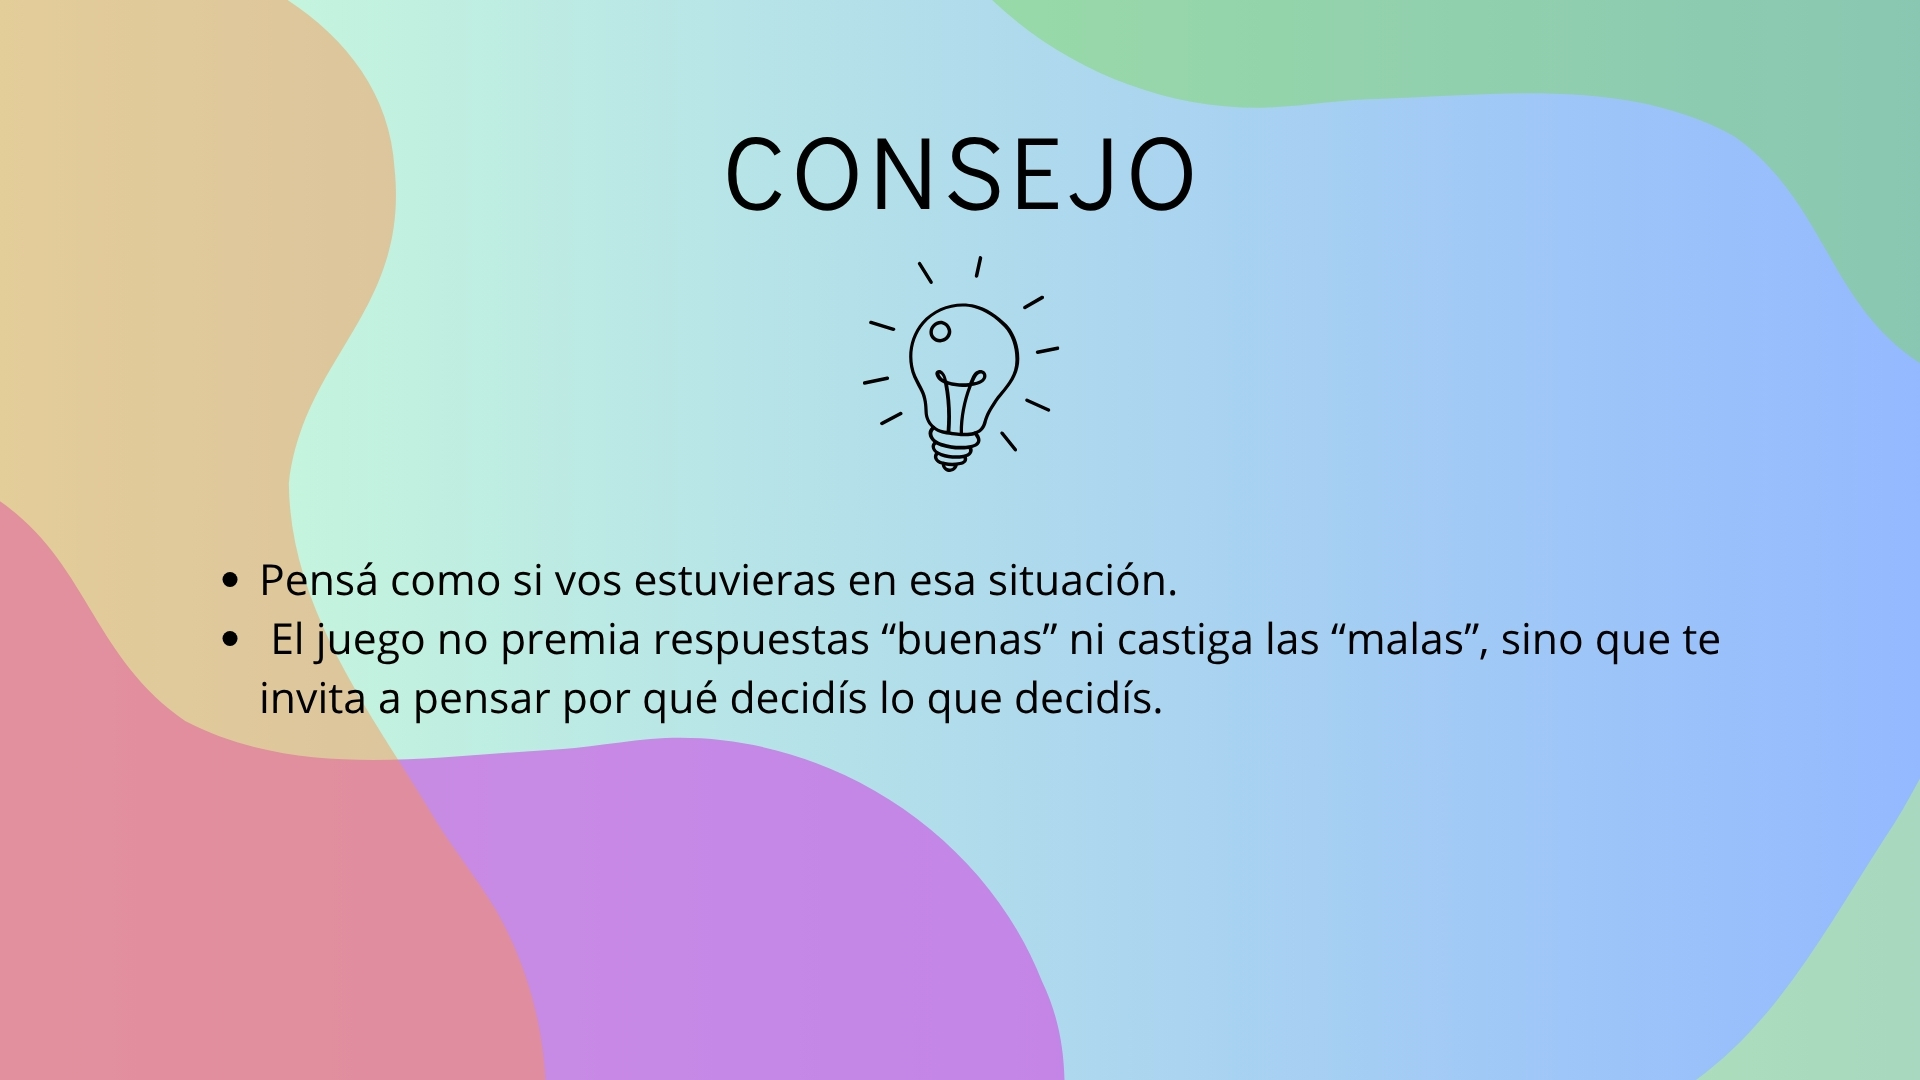 CONSEJO
• Pensá como si vos estuvieras en esa situación.
• El juego no premia respuestas “buenas” ni castiga las “malas”, sino que te
invita a pensar por qué decidís lo que decidís.